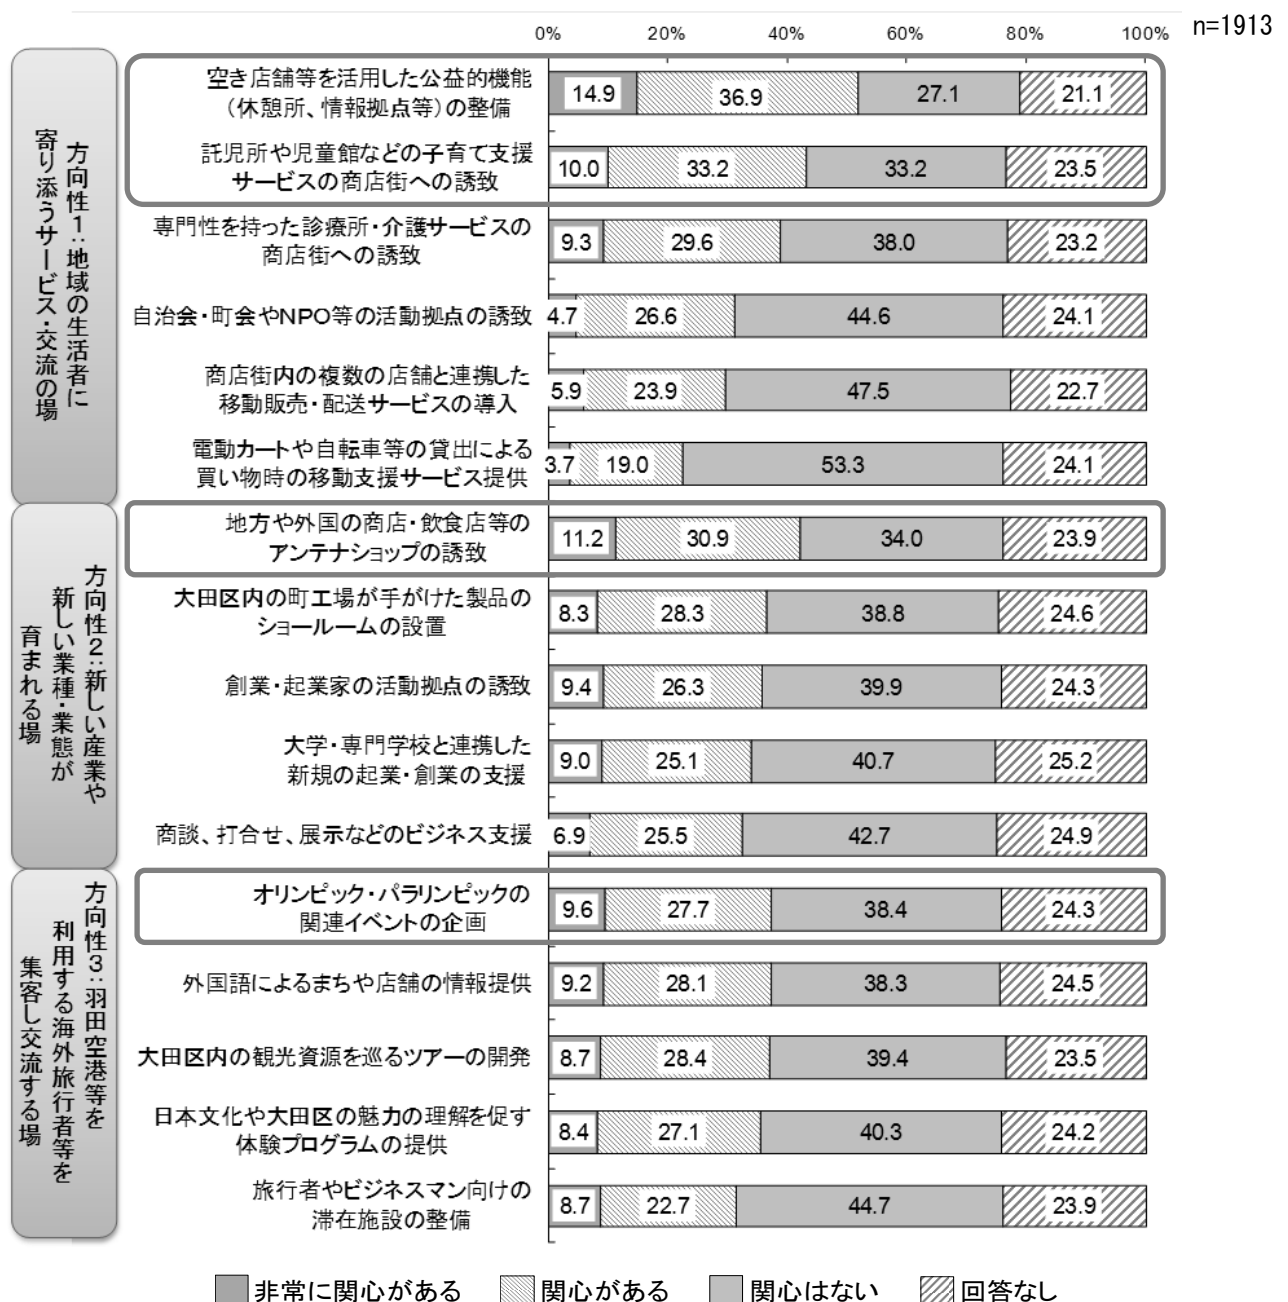 0%
20%
40%
60%
80%
100%
n=1913
方向性1：地域の生活者に
寄り添うサービス・交流の場
空き店舗等を活用した公益的機能
（休憩所、情報拠点等）の整備
14.9
36.9
27.1
21.1
託児所や児童館などの子育て支援
サービスの商店街への誘致
10.0
33.2
33.2
23.5
専門性を持った診療所・介護サービスの
商店街への誘致
9.3
29.6
38.0
23.2
自治会・町会やNPO等の活動拠点の誘致
4.7
26.6
44.6
24.1
商店街内の複数の店舗と連携した
移動販売・配送サービスの導入
5.9
23.9
47.5
22.7
電動カートや自転車等の貸出による
買い物時の移動支援サービス提供
3.7
19.0
53.3
24.1
方向性2：新しい産業や
新しい業種・業態が
育まれる場
地方や外国の商店・飲食店等の
アンテナショップの誘致
11.2
30.9
34.0
23.9
大田区内の町工場が手がけた製品の
ショールームの設置
8.3
28.3
38.8
24.6
創業・起業家の活動拠点の誘致
9.4
26.3
39.9
24.3
大学・専門学校と連携した
新規の起業・創業の支援
9.0
25.1
40.7
25.2
商談、打合せ、展示などのビジネス支援
6.9
25.5
42.7
24.9
方向性3：羽田空港等を
利用する海外旅行者等を
集客し交流する場
オリンピック・パラリンピックの
関連イベントの企画
9.6
27.7
38.4
24.3
外国語によるまちや店舗の情報提供
9.2
28.1
38.3
24.5
大田区内の観光資源を巡るツアーの開発
8.7
28.4
39.4
23.5
日本文化や大田区の魅力の理解を促す
体験プログラムの提供
8.4
27.1
40.3
24.2
旅行者やビジネスマン向けの
滞在施設の整備
8.7
22.7
44.7
23.9
非常に関心がある
関心がある
関心はない
回答なし